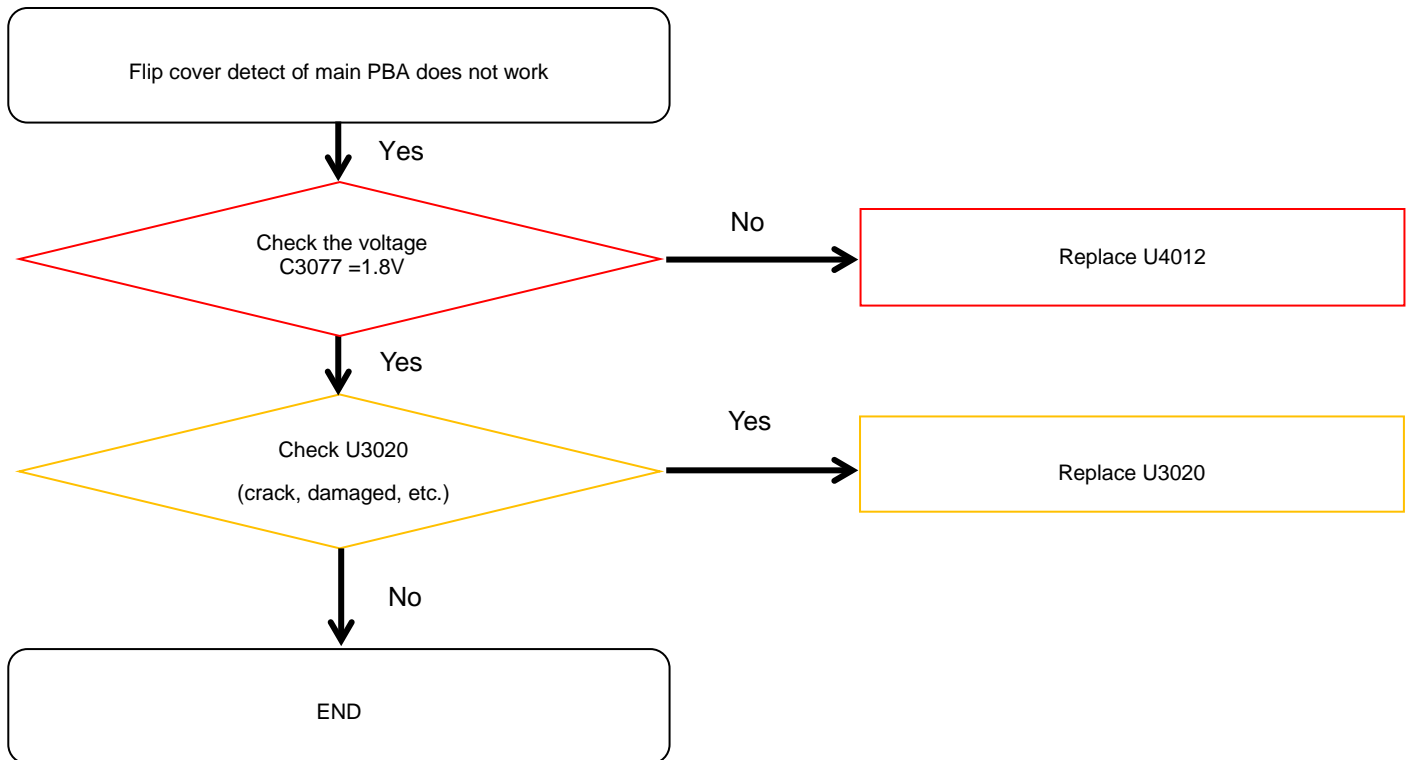 Flip cover detect of main PBA does not work
Yes
Check the voltage
C3077 =1.8V
No
Replace U4012
Yes
Check U3020
(crack, damaged, etc.)
Yes
Replace U3020
No
END